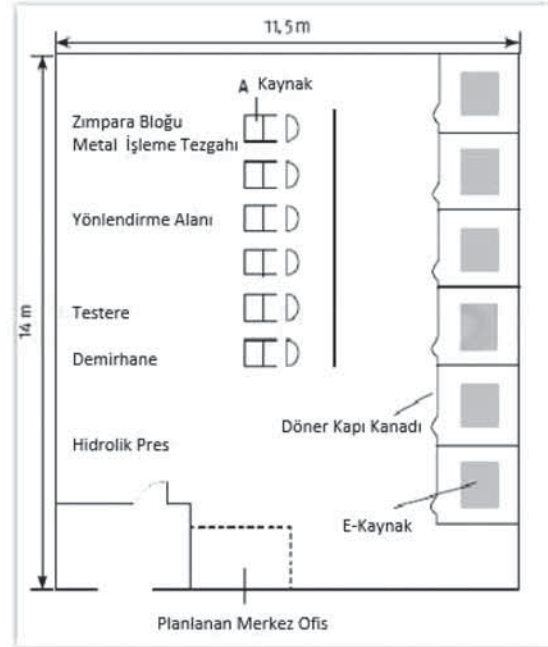 11,5 m
A Kaynak
Zımpara Bloğu
Metal İşleme Tezgahı
Yönlendirme Alanı
14 m
Testere
Demirhane
Döner Kapı Kanadı
Hidrolik Pres
E-Kaynak
Planlanan Merkez Ofis